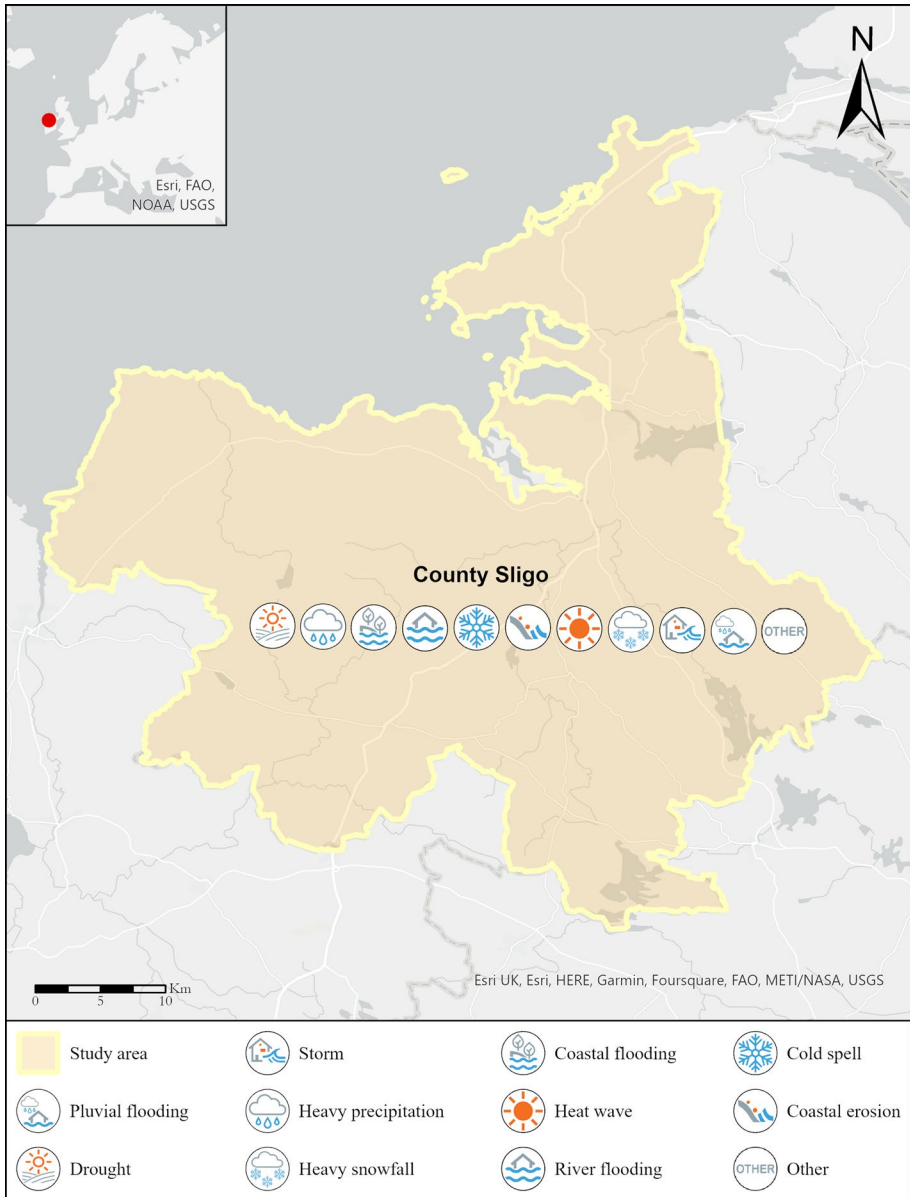 Esri, FAO,
NOAA, USGS
N
County Sligo
OTHER
Km
0 5 10
Esri UK, Esri, HERE, Garmin, Foursquare, FAO, METI/NASA, USGS
Study area
Storm
Coastal flooding
Cold spell
Pluvial flooding
Heavy precipitation
Heat wave
Coastal erosion
Drought
Heavy snowfall
River flooding
OTHER Other